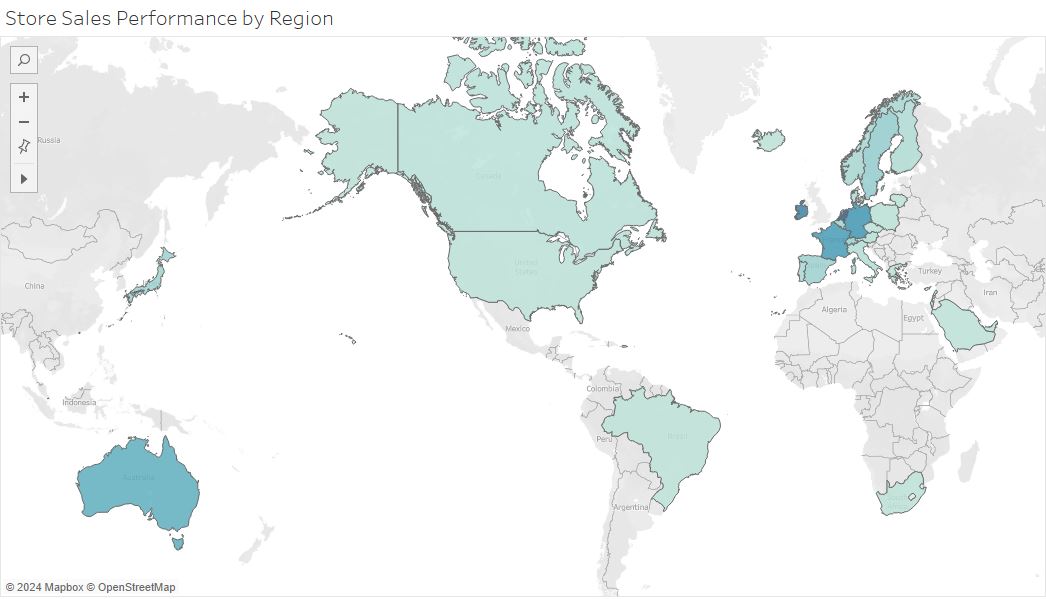 Store Sales Performance by Region
Russia
Canada
United
States
China
Turkey
Iran
Algeria
Egypt
Mexico
Indonesia
Colombia
Brazil
Peru
Australia
Argentina
© 2024 Mapbox © OpenStreetMap